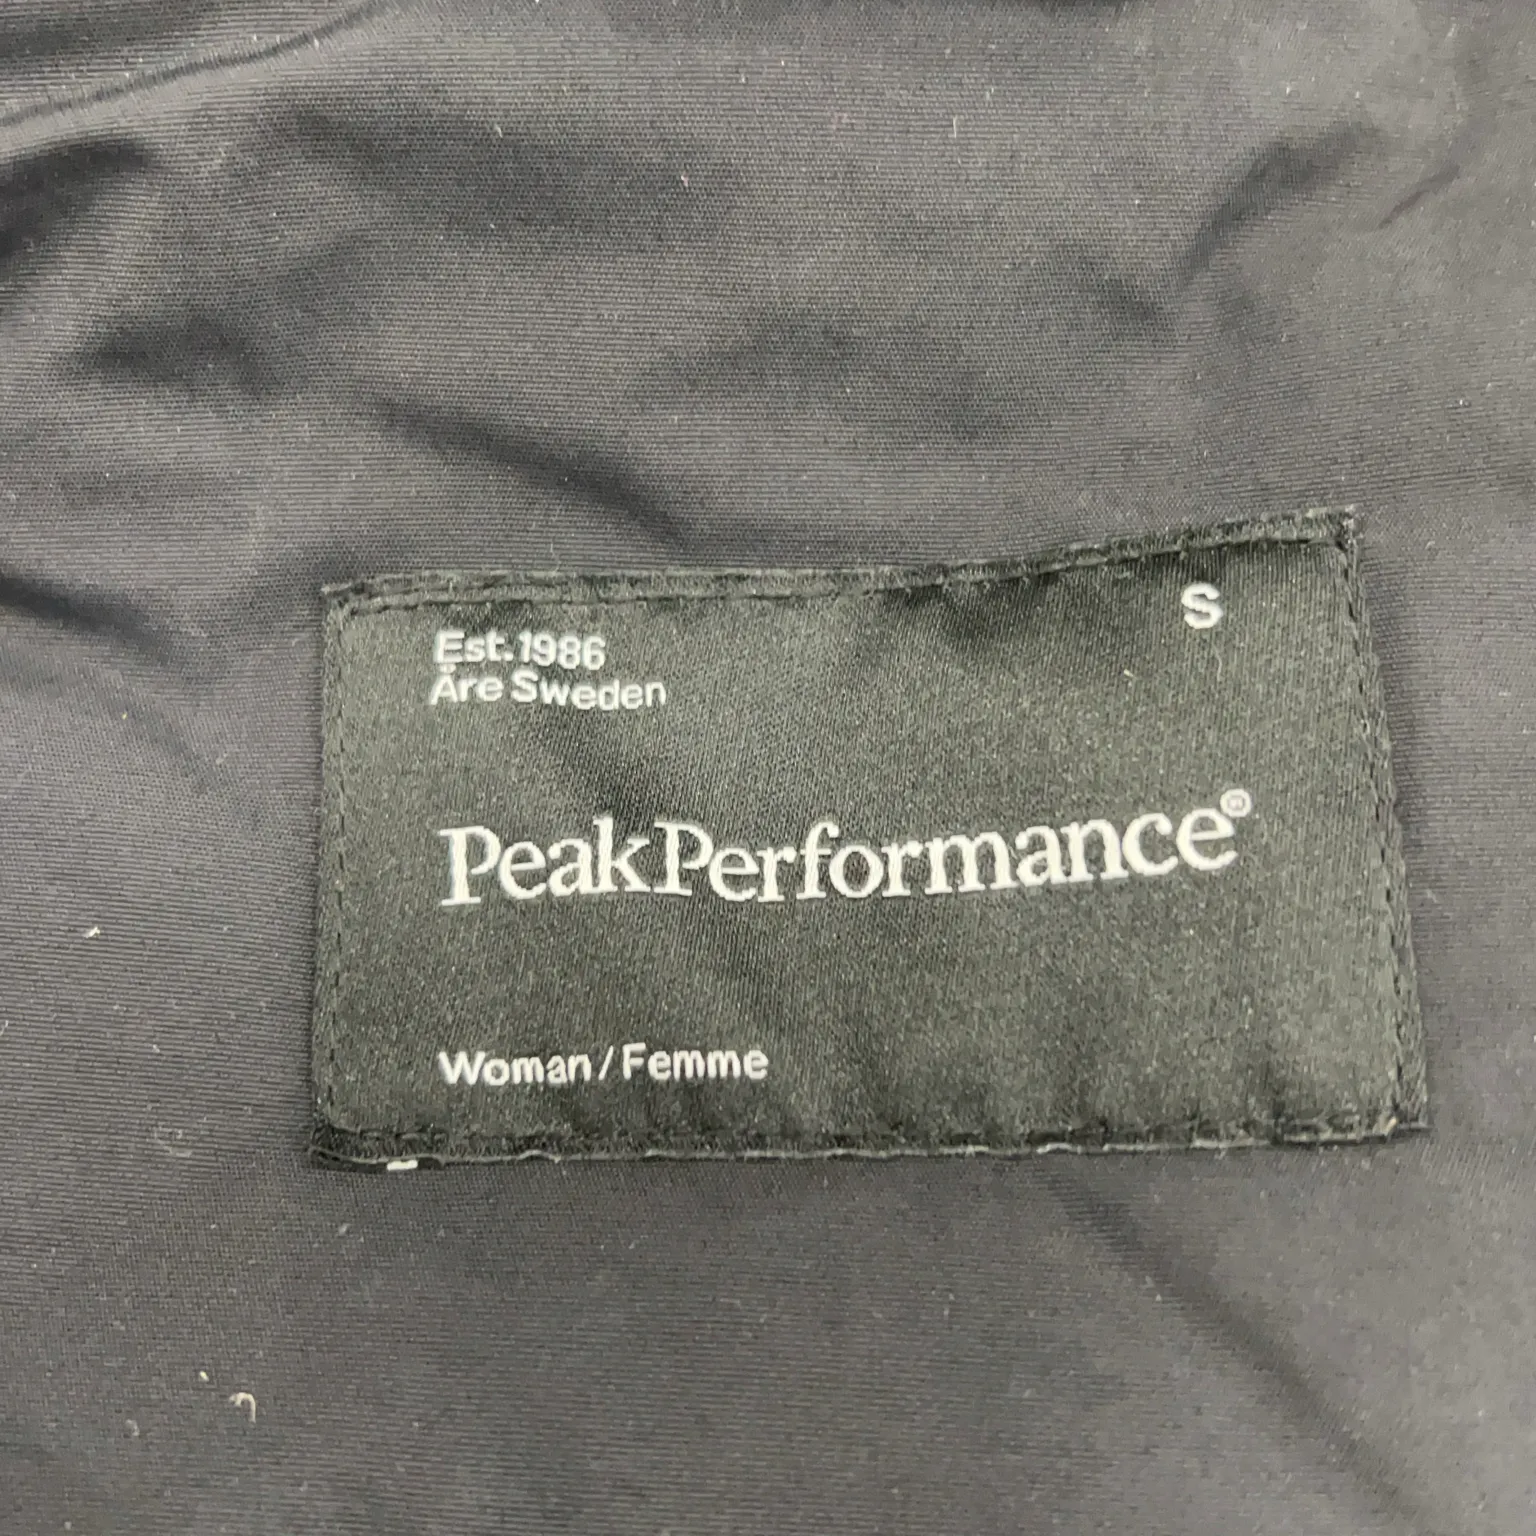 S
Est. 1986
Åre Sweden
PeakPerformance®
Woman / Femme